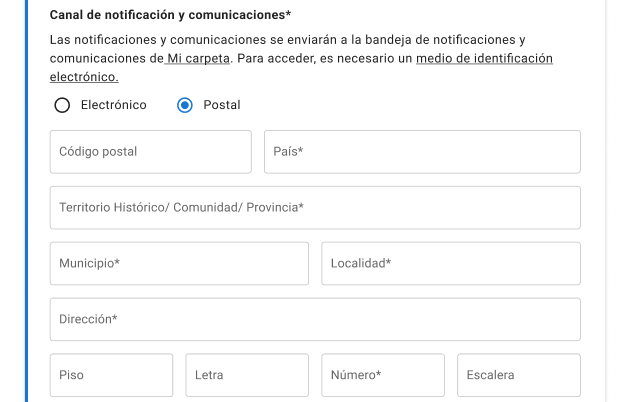 Canal de notificación y comunicaciones*
Las notificaciones y comunicaciones se enviarán a la bandeja de notificaciones y
comunicaciones de Mi carpeta. Para acceder, es necesario un medio de identificación
electrónico.
Electrónico Postal
Código postal País*
Territorio Histórico/ Comunidad/ Provincia*
Municipio* Localidad*
Dirección*
Piso Letra Número* Escalera